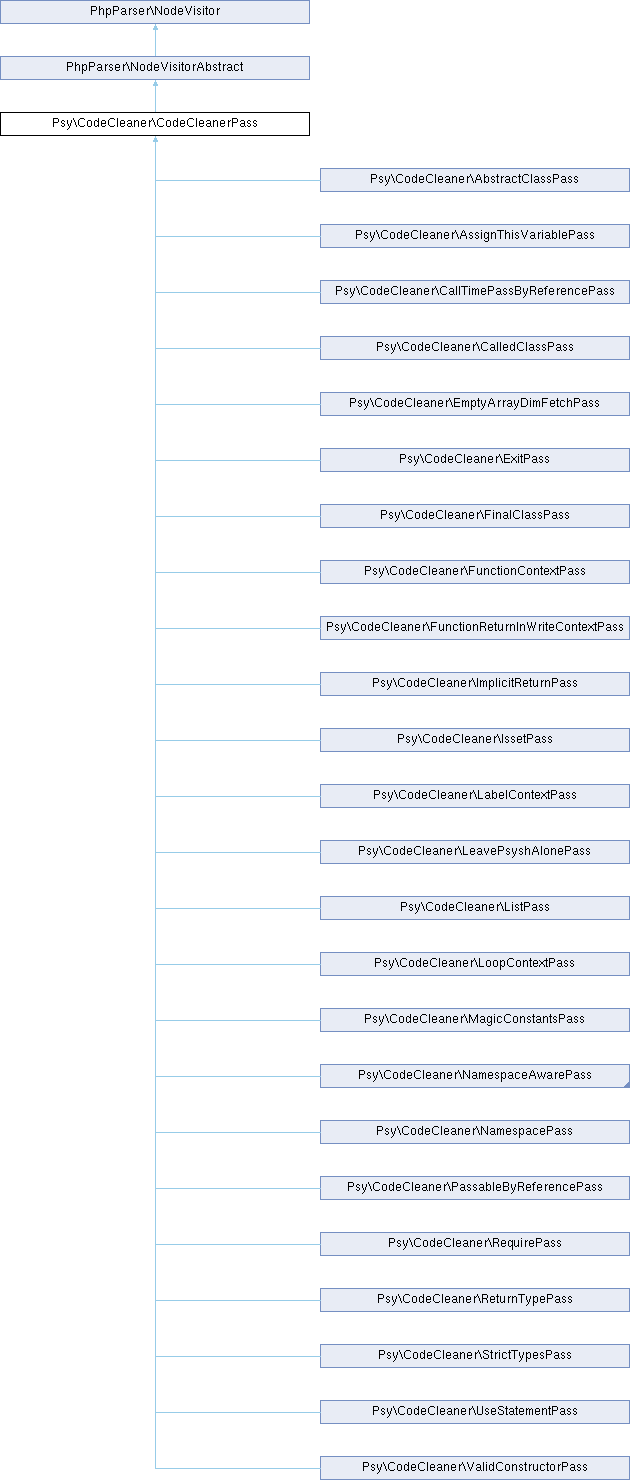 PhpParser\NodeVisitor
PhpParser\NodeVisitorAbstract
Psy\CodeCleaner\CodeCleanerPass
Psy\CodeCleaner\AbstractClassPass
Psy\CodeCleaner\AssignThisVariablePass
Psy\CodeCleaner\CallTimePassByReferencePass
Psy\CodeCleaner\CalledClassPass
Psy\CodeCleaner\EmptyArrayDimFetchPass
Psy\CodeCleaner\ExitPass
Psy\CodeCleaner\FinalClassPass
Psy\CodeCleaner\FunctionContextPass
Psy\CodeCleaner\FunctionReturnInWriteContextPass
Psy\CodeCleaner\ImplicitReturnPass
Psy\CodeCleaner\IssetPass
Psy\CodeCleaner\LabelContextPass
Psy\CodeCleaner\LeavePsyshAlonePass
Psy\CodeCleaner\ListPass
Psy\CodeCleaner\LoopContextPass
Psy\CodeCleaner\MagicConstantsPass
Psy\CodeCleaner\NamespaceAwarePass
Psy\CodeCleaner\NamespacePass
Psy\CodeCleaner\PassableByReferencePass
Psy\CodeCleaner\RequirePass
Psy\CodeCleaner\ReturnTypePass
Psy\CodeCleaner\StrictTypesPass
Psy\CodeCleaner\UseStatementPass
Psy\CodeCleaner\ValidConstructorPass